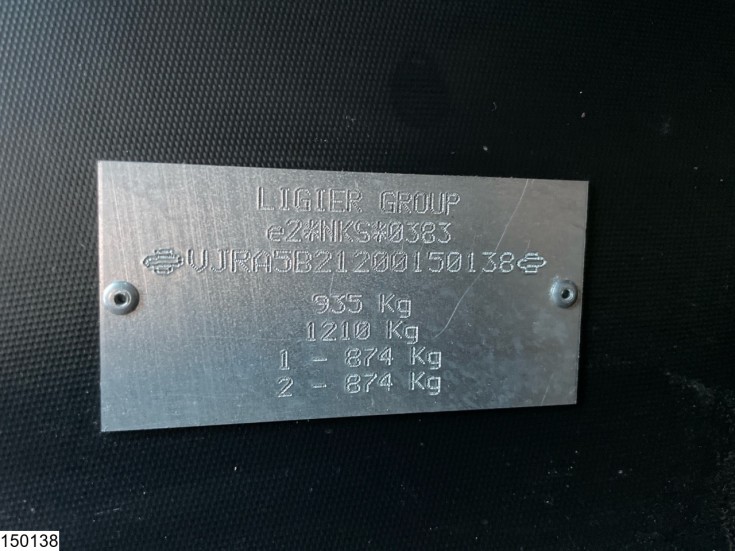 LIGIER GROUP
e2*NKS*0383
VJRA5B21200150138
935 Kg
1210 Kg
1 - 874 Kg
2 - 874 Kg
150138